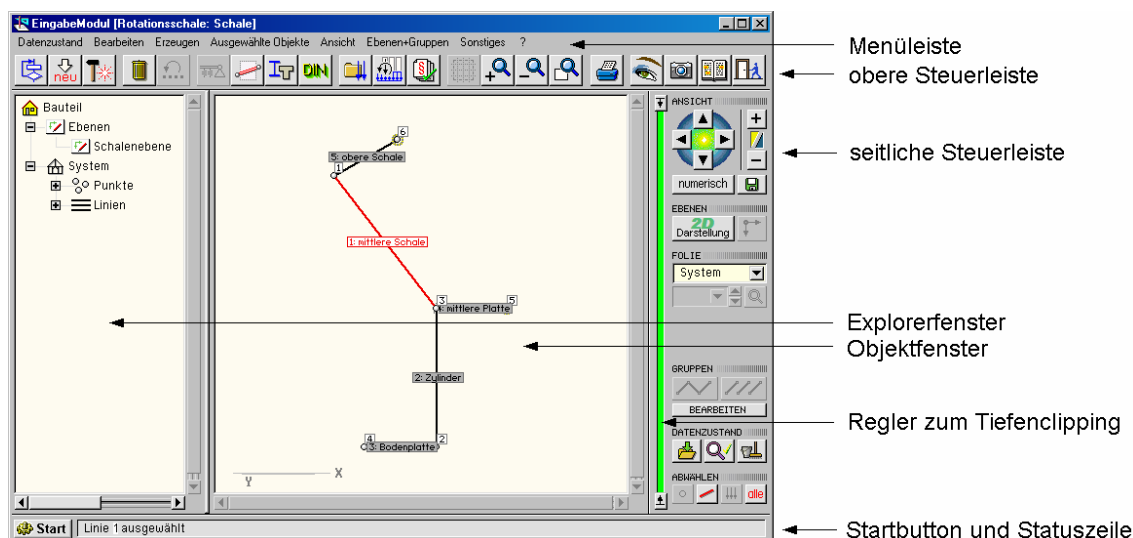 EingabeModul [Rotationsschale: Schale]
Datenzustand Bearbeiten Erzeugen Ausgewählte Objekte Ansicht Ebenen+Gruppen Sonstiges ?
Menüleiste
neu DIN
obere Steuerleiste
Bauteil
Ebenen
Schalenebene
System
Punkte
Linien
6
5: obere Schale
1
1: mittlere Schale
3
5
4: mittlere Platte
2: Zylinder
4
2
3: Bodenplatte
X
Y
ANSICHT
seitliche Steuerleiste
numerisch
EBENEN
2D
Darstellung
FOLIE
System
Explorerfenster
Objektfenster
GRUPPEN
BEARBEITEN
Regler zum Tiefenclipping
DATENZUSTAND
ABWÄHLEN
alle
Start
Linie 1 ausgewählt
Startbutton und Statuszeile